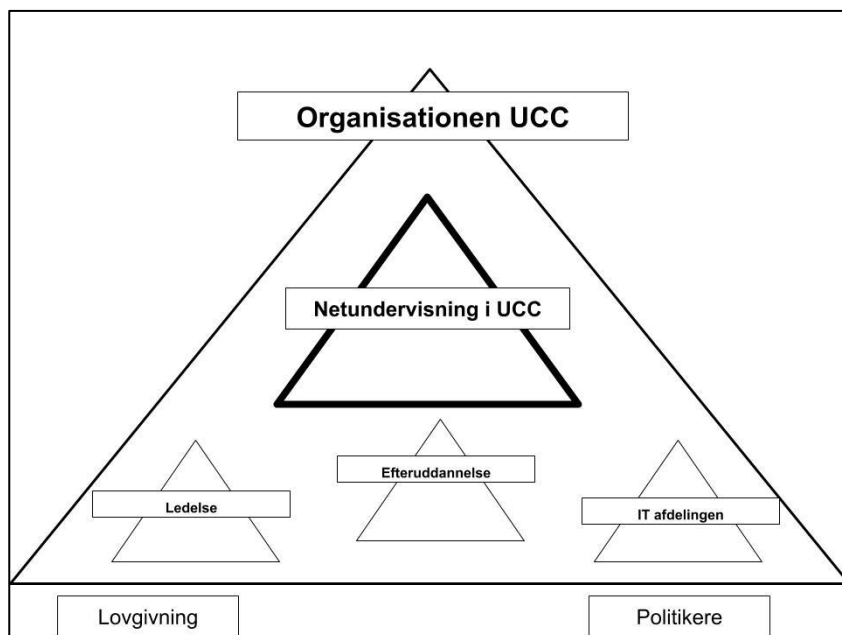 Organisationen UCC
Netundervisning i UCC
Efteruddannelse
Ledelse
IT afdelingen
Lovgivning
Politikere